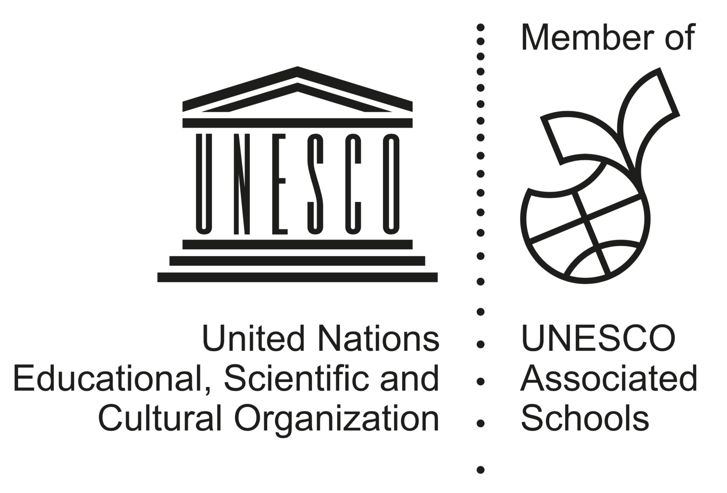 UNESCO
United Nations
Educational, Scientific and
Cultural Organization
Member of
UNESCO
Associated
Schools